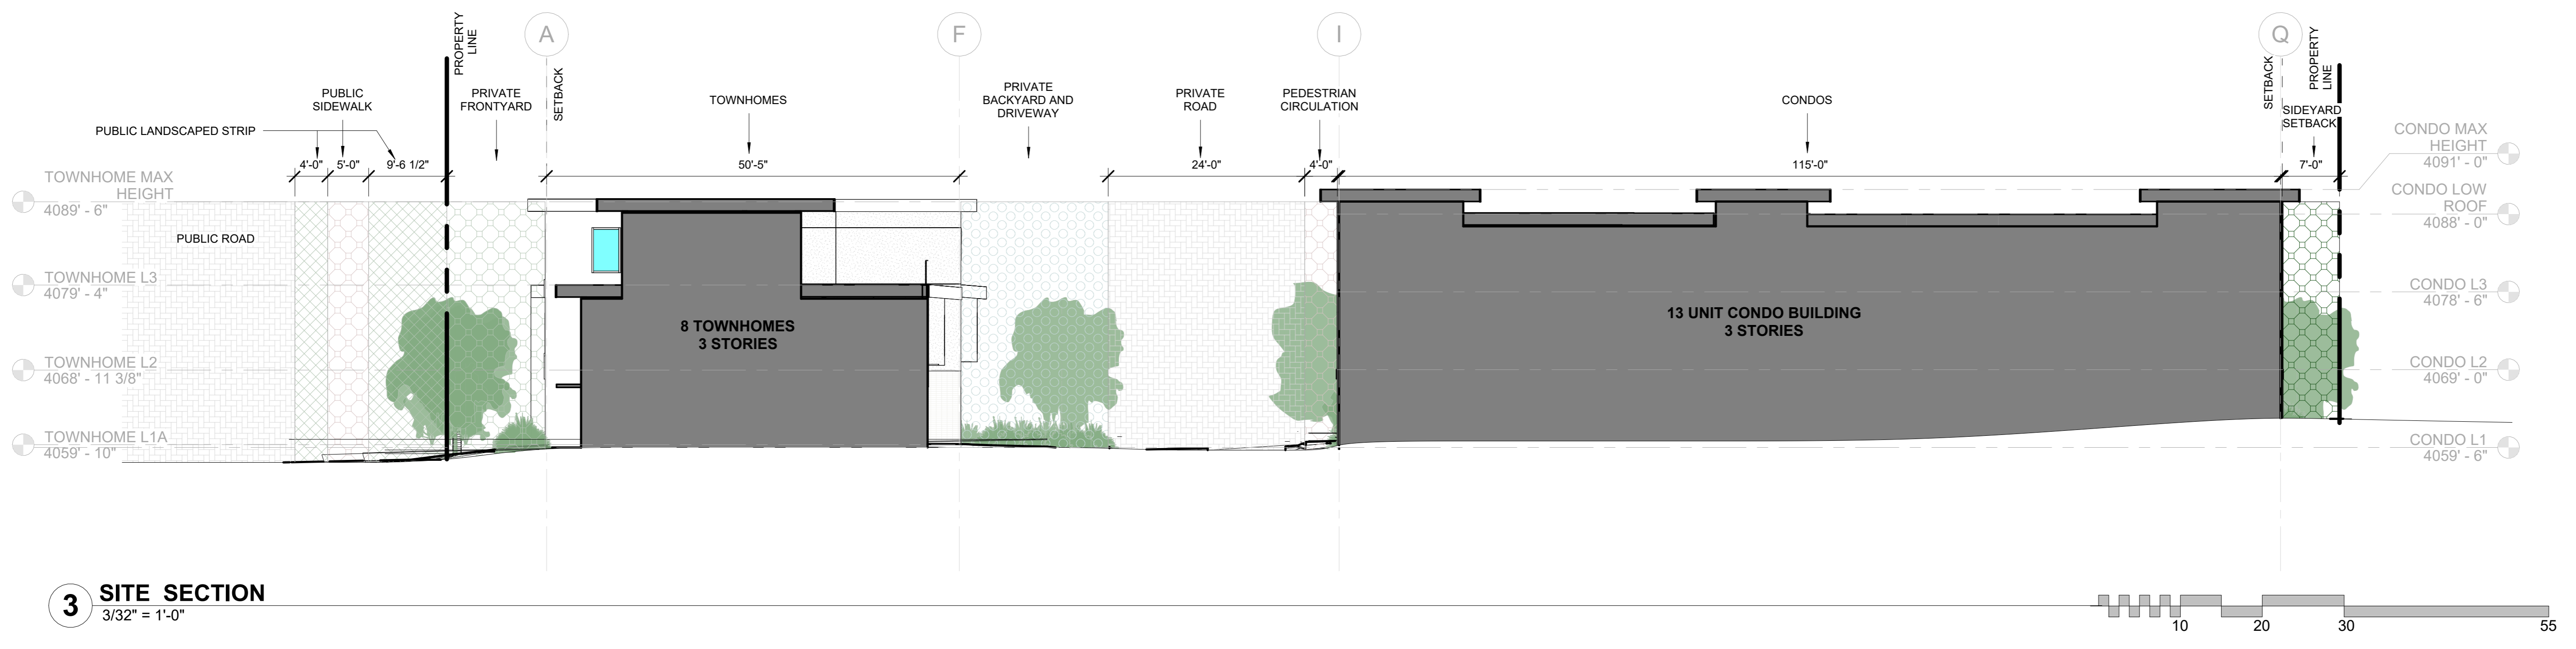 A
F
I
Q
PROPERTY
LINE
SETBACK
SETBACK
PROPERTY
LINE
PUBLIC
SIDEWALK
PRIVATE
FRONTYARD
TOWNHOMES
PRIVATE
BACKYARD AND
DRIVEWAY
PRIVATE
ROAD
PEDESTRIAN
CIRCULATION
CONDOS
SIDEYARD
SETBACK
PUBLIC LANDSCAPED STRIP
4'-0"
5'-0"
9'-6 1/2"
50'-5"
24'-0"
4'-0"
115'-0"
7'-0"
TOWNHOME MAX
HEIGHT
4089' - 6"
TOWNHOME L3
4079' - 4"
TOWNHOME L2
4068' - 11 3/8"
TOWNHOME L1A
4059' - 10"
PUBLIC ROAD
8 TOWNHOMES
3 STORIES
13 UNIT CONDO BUILDING
3 STORIES
CONDO MAX
HEIGHT
4091' - 0"
CONDO LOW
ROOF
4088' - 0"
CONDO L3
4078' - 6"
CONDO L2
4069' - 0"
CONDO L1
4059' - 6"
3
SITE SECTION
3/32" = 1'-0"
10
20
30
55